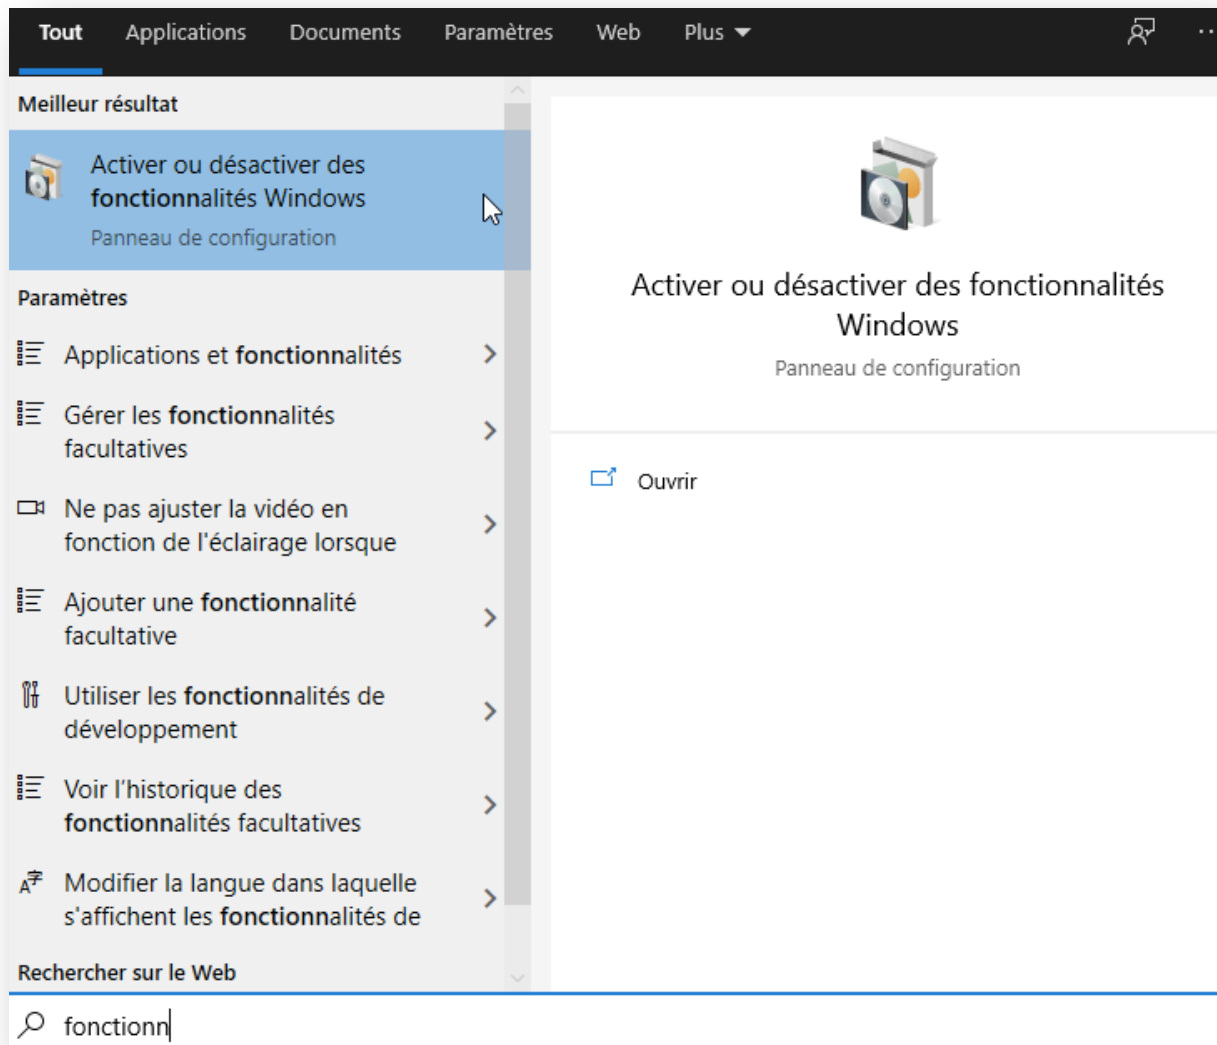 Tout Applications Documents Paramètres Web Plus
Meilleur résultat
Activer ou désactiver des
fonctionnalités Windows
Panneau de configuration
Paramètres
Applications et fonctionnalités
Gérer les fonctionnalités
facultatives
Ne pas ajuster la vidéo en
fonction de l'éclairage lorsque
Ajouter une fonctionnalité
facultative
Utiliser les fonctionnalités de
développement
Voir l'historique des
fonctionnalités facultatives
Modifier la langue dans laquelle
s'affichent les fonctionnalités de
Rechercher sur le Web
fonctionn
Activer ou désactiver des fonctionnalités
Windows
Panneau de configuration
Ouvrir